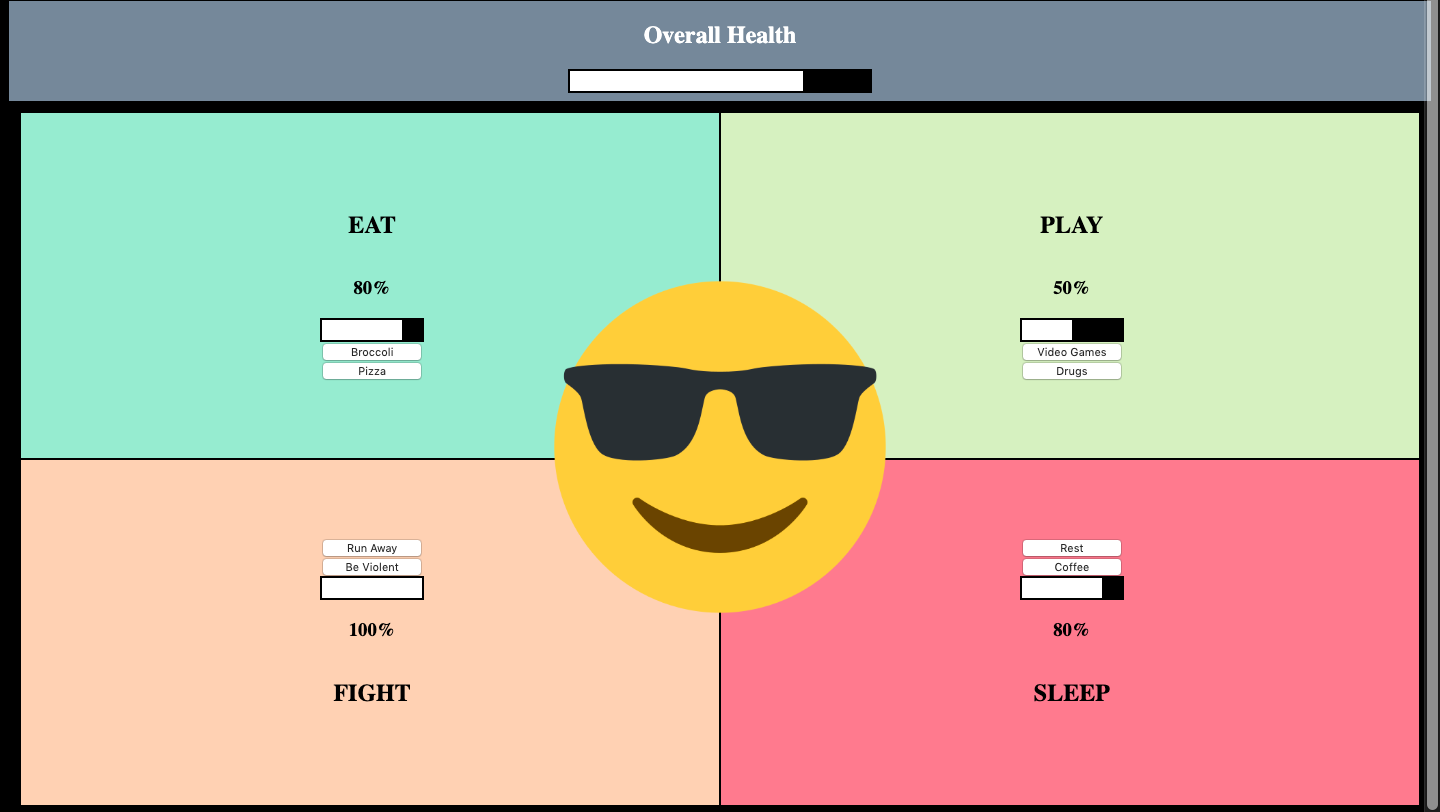 Overall Health
EAT
80%
Broccoli
Pizza
PLAY
50%
Video Games
Drugs
Run Away
Be Violent
100%
FIGHT
Rest
Coffee
80%
SLEEP